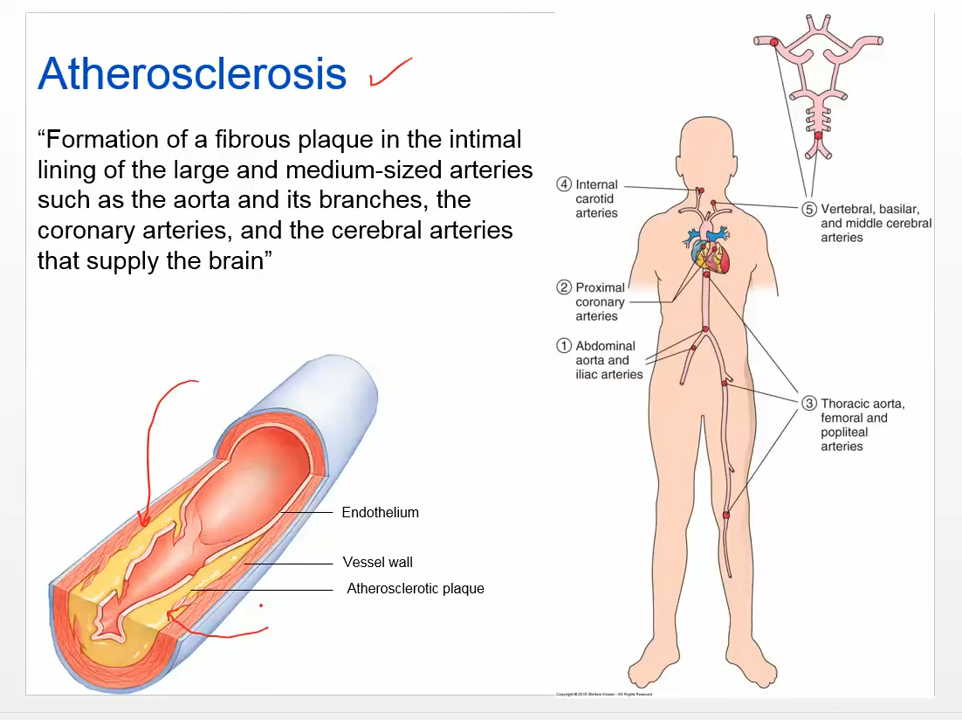 Atherosclerosis
“Formation of a fibrous plaque in the intimal
lining of the large and medium-sized arteries
such as the aorta and its branches, the
coronary arteries, and the cerebral arteries
that supply the brain”
Endothelium
Vessel wall
Atherosclerotic plaque
④ Internal
carotid
arteries
⑤ Vertebral, basilar,
and middle cerebral
arteries
② Proximal
coronary
arteries
① Abdominal
aorta and
iliac arteries
③ Thoracic aorta,
femoral and
popliteal
arteries